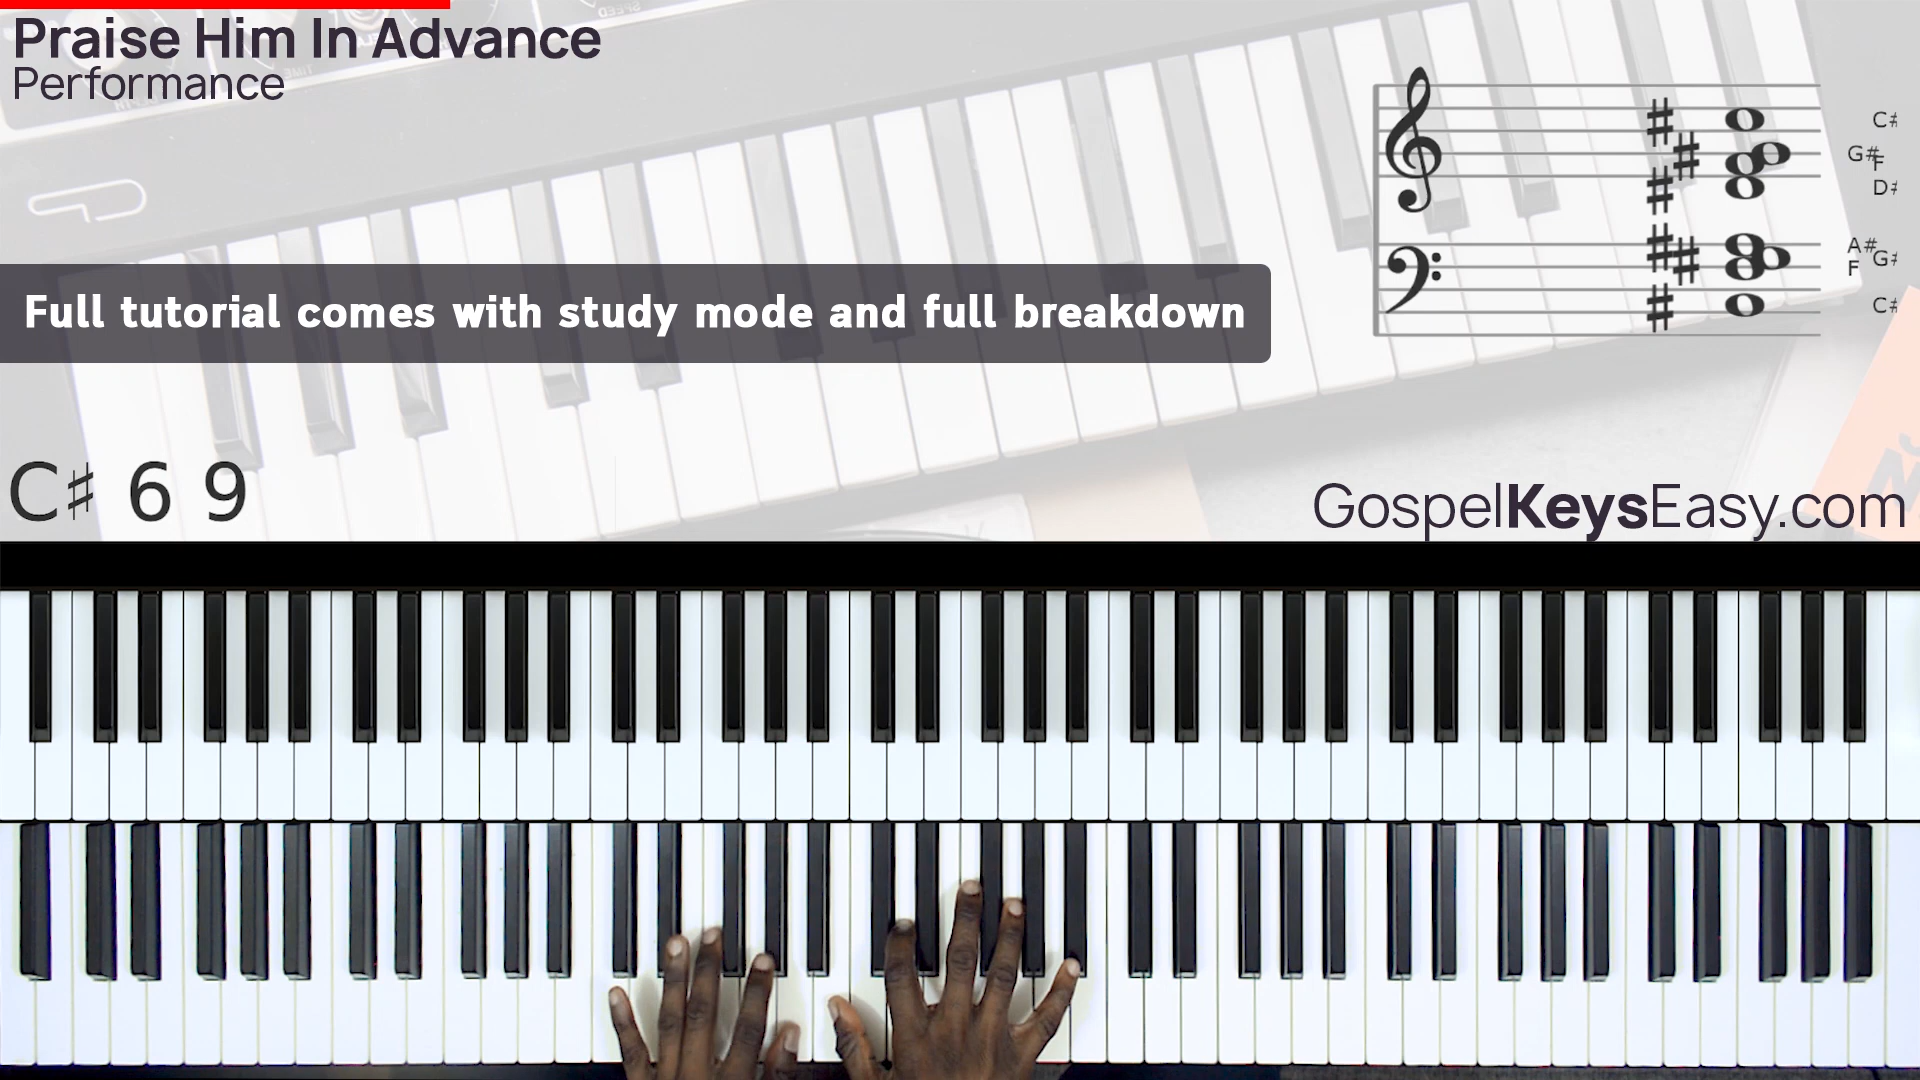 Praise Him In Advance
Performance
C#
G#
F
D#
A#
G#
F
C#
Full tutorial comes with study mode and full breakdown
C♯ 6 9
GospelKeysEasy.com